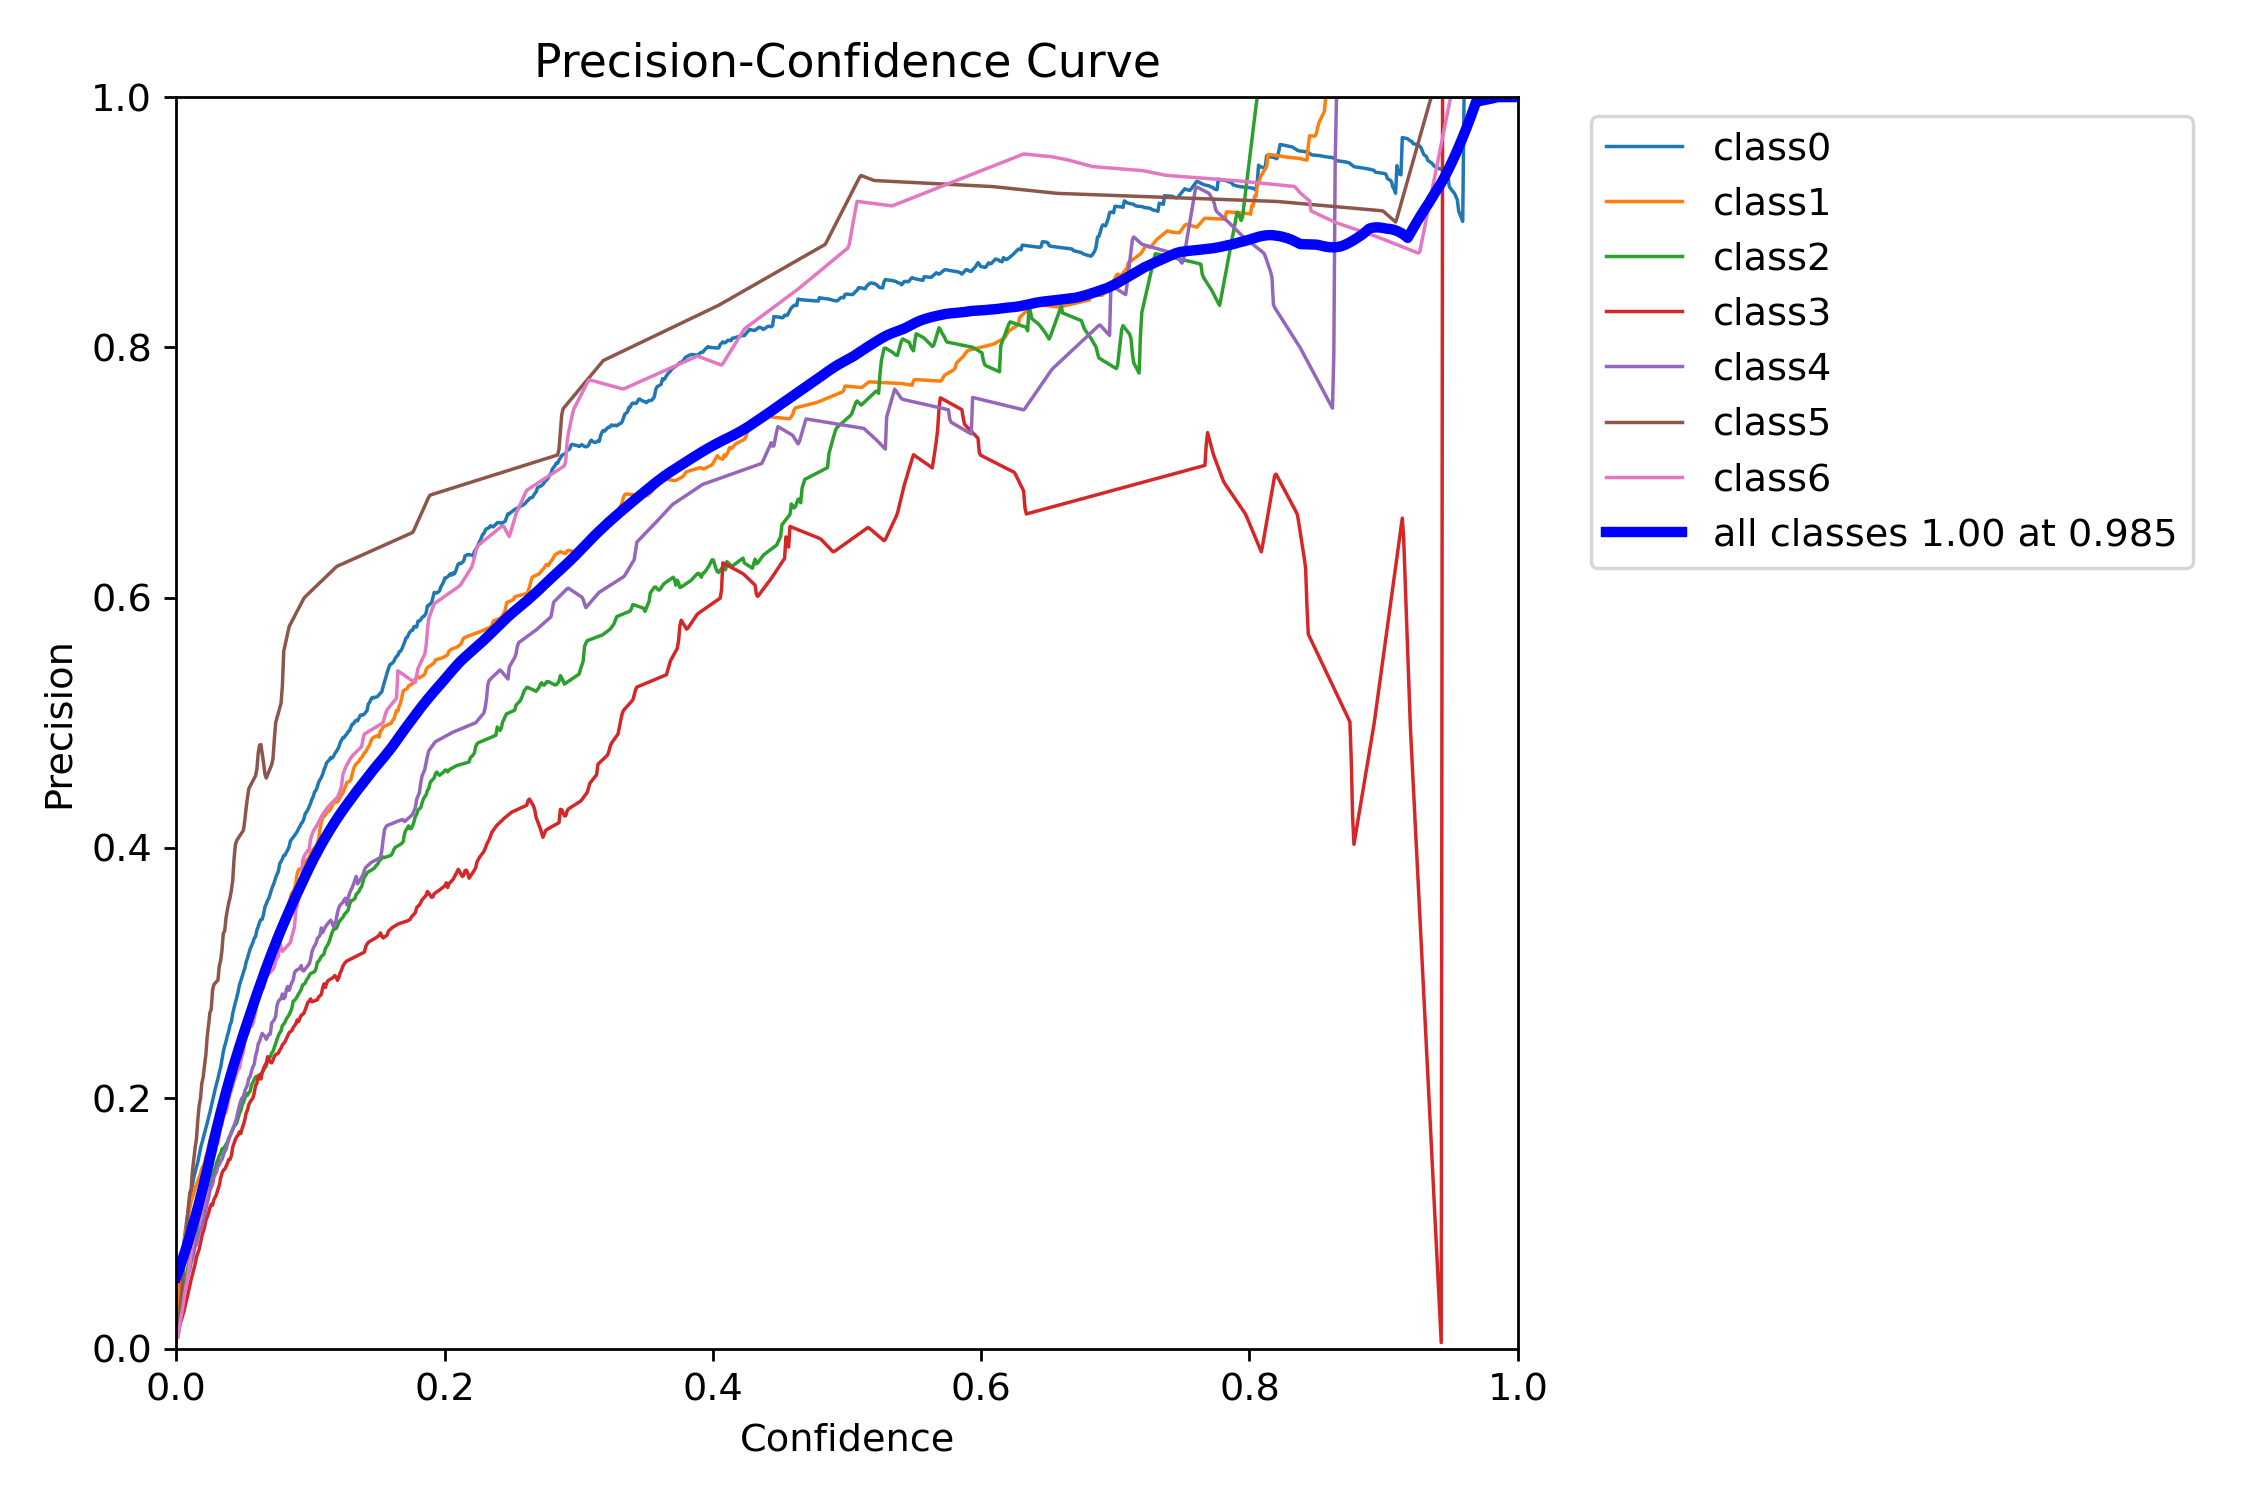 Precision-Confidence Curve
1.0
0.8
0.6
0.4
0.2
0.0
Precision
0.0 0.2 0.4 0.6 0.8 1.0
Confidence
class0
class1
class2
class3
class4
class5
class6
all classes 1.00 at 0.985